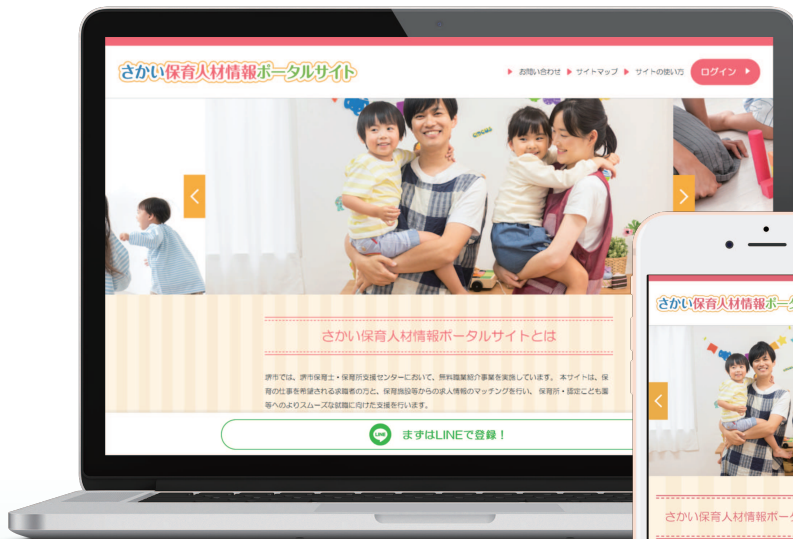 さかい保育人材情報ポータルサイト
お問い合わせ サイトマップ サイトの使い方 ログイン
さかい保育人材情報ポータルサイトとは
堺市では、堺市保育士・保育所支援センターにおいて、無料職業紹介事業を実施しています。 本サイトは、保
育の仕事を希望される求職者の方と、保育施設等からの求人情報のマッチングを行い、 保育所・認定こども園
等へのよりスムーズな就職に向けた支援を行います。
LINE まずはLINEで登録！
さかい保育人材情報ポー
さかい保育人材情報ポー